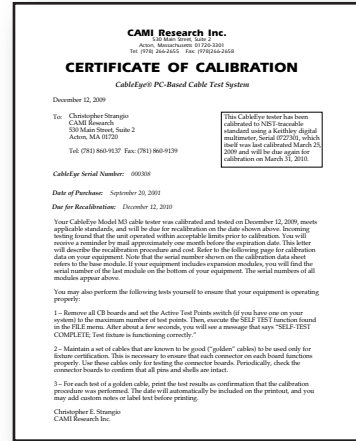 CAMI Research Inc.
530 Main Street, Suite 2
Acton, Massachusetts 01720-3301
Tel: (978) 266-2655 Fax: (978)266-2658
CERTIFICATE OF CALIBRATION
CableEye® PC-Based Cable Test System
December 12, 2009
To: Christopher Strangio
CAMI Research
530 Main Street, Suite 2
Acton, MA 01720
Tel: (781) 860-9137 Fax: (781) 860-9139
This CableEye tester has been
calibrated to NIST-traceable
standard using a Keithley digital
multimeter, Serial 0727301, which
itself was last calibrated March 25,
2009 and will be due again for
calibration on March 31, 2010.
CableEye Serial Number: 000308
Date of Purchase: September 20, 2001
Due for Recalibration: December 12, 2010
Your CableEye Model M3 cable tester was calibrated and tested on December 12, 2009, meets
applicable standards, and will be due for recalibration on the date shown above. Incoming
testing found that the unit operated within acceptable limits prior to calibration. You will
receive a reminder by mail approximately one month before the expiration date. This letter
will describe the recalibration procedure and cost. Refer to the following page for calibration
data on your equipment. Note that the serial number shown on the calibration data sheet
refers to the base module. If your equipment includes expansion modules, you will find the
serial number of the last module on the bottom of your equipment. The serial numbers of all
modules appear above.
You may also perform the following tests yourself to ensure that your equipment is operating
properly:
1 – Remove all CB boards and set the Active Test Points switch (if you have one on your
system) to the maximum number of test points. Then, execute the SELF TEST function found
in the FILE menu. After about a few seconds, you will see a message that says "SELF-TEST
COMPLETE; Test fixture is functioning correctly."
2 – Maintain a set of cables that are known to be good ("golden" cables) to be used only for
fixture certification. This is necessary to ensure that each connector on each board functions
properly. Use these cables only for testing the connector boards. Periodically, check the
connector boards to confirm that all pins and shells are intact.
3 – For each test of a golden cable, print the test results as confirmation that the calibration
procedure was performed. The date will automatically be included on the printout, and you
may add custom notes or label text before printing.
Christopher E. Strangio
CAMI Research Inc.